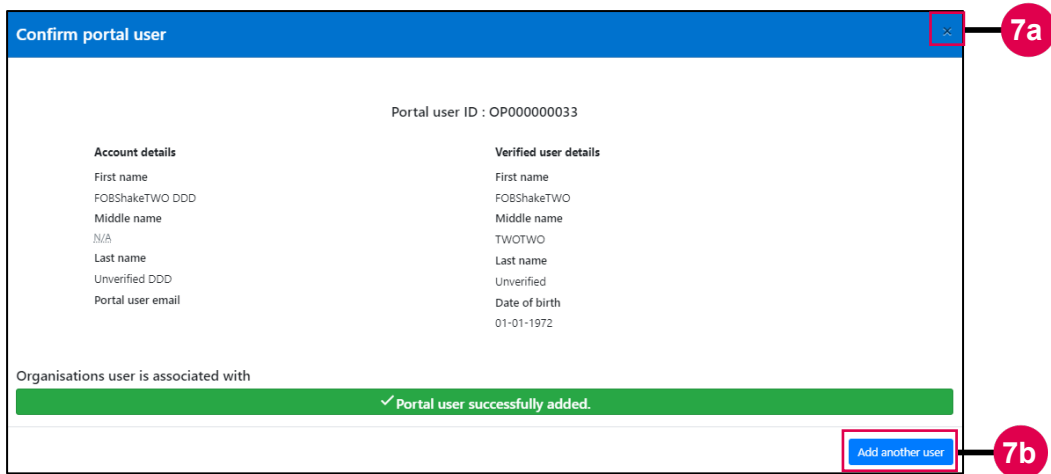 Confirm portal user
×
7a
Portal user ID : OP000000033
Account details
First name
FOBShakeTWO DDD
Middle name
N/A
Last name
Unverified DDD
Portal user email
Verified user details
First name
FOBShakeTWO
Middle name
TWOTWO
Last name
Unverified
Date of birth
01-01-1972
Organisations user is associated with
✓ Portal user successfully added.
Add another user
7b